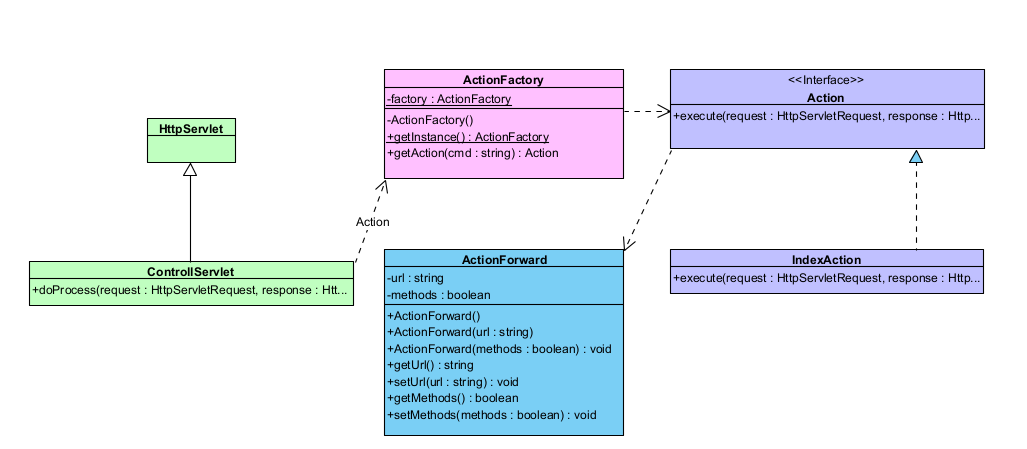 HttpServlet
ControllServlet
+doProcess(request : HttpServletRequest, response : Htt...
Action
ActionFactory
-factory : ActionFactory
-ActionFactory()
+getInstance() : ActionFactory
+getAction(cmd : string) : Action
ActionForward
-url : string
-methods : boolean
+ActionForward()
+ActionForward(url : string)
+ActionForward(methods : boolean) : void
+getUrl() : string
+setUrl(url : string) : void
+getMethods() : boolean
+setMethods(methods : boolean) : void
<<Interface>>
Action
+execute(request : HttpServletRequest, response : Http...
IndexAction
+execute(request : HttpServletRequest, response : Http...